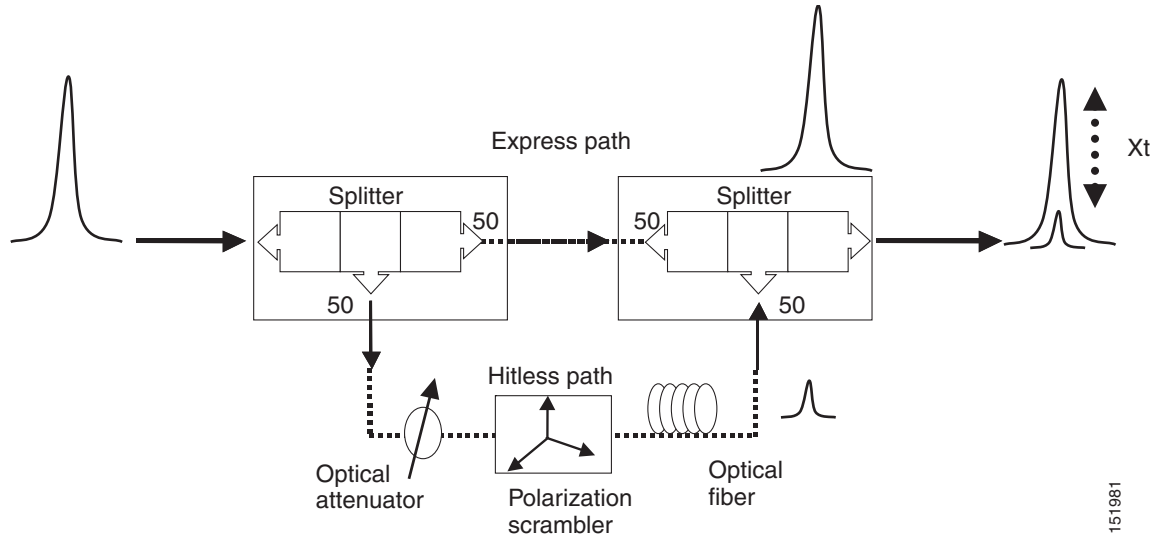 Express path
Xt
Splitter
50
50
Splitter
50
50
Hitless path
Optical
attenuator
Polarization
scrambler
Optical
fiber
151981